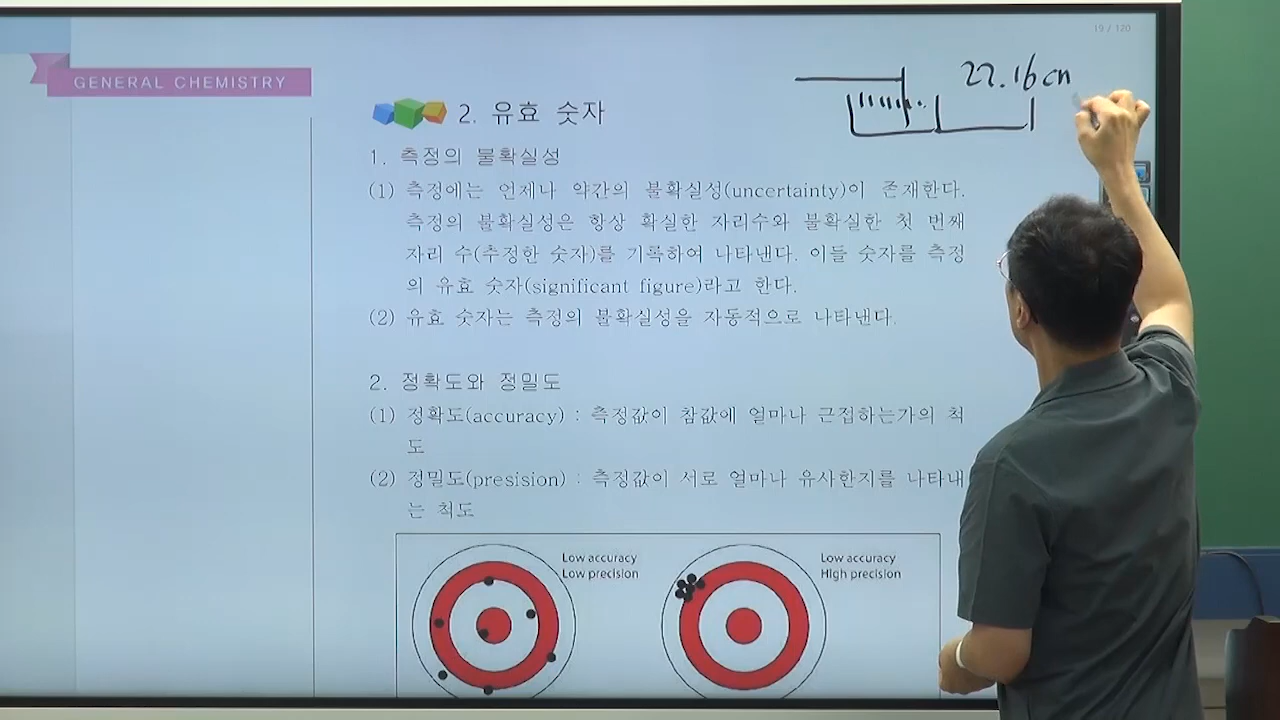 19 / 120
22.16cm
GENERAL CHEMISTRY
2. 유효 숫자
1. 측정의 불확실성
(1) 측정에는 언제나 약간의 불확실성(uncertainty)이 존재한다.
측정의 불확실성은 항상 확실한 자리수와 불확실한 첫 번째
자리 수(추정한 숫자)를 기록하여 나타낸다. 이들 숫자를 측정
의 유효 숫자(significant figure)라고 한다.
(2) 유효 숫자는 측정의 불확실성을 자동적으로 나타낸다.
2. 정확도와 정밀도
(1) 정확도(accuracy) : 측정값이 참값에 얼마나 근접하는가의 척
도
(2) 정밀도(presision) : 측정값이 서로 얼마나 유사한지를 나타내
는 척도
Low accuracy
Low precision
Low accuracy
High precision